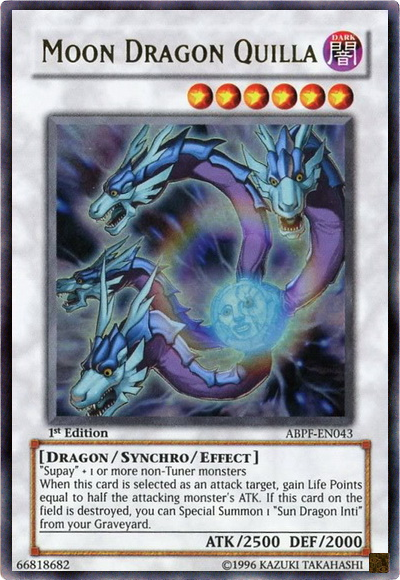 MOON DRAGON QUILLA
DARK
闇
1st Edition
ABPF-EN043
[DRAGON/SYNCHRO/EFFECT]
"Supay" + 1 or more non-Tuner monsters
When this card is selected as an attack target, gain Life Points
equal to half the attacking monster's ATK. If this card on the
field is destroyed, you can Special Summon 1 "Sun Dragon Inti"
from your Graveyard.
ATK/2500 DEF/2000
66818682
©1996 KAZUKI TAKAHASHI